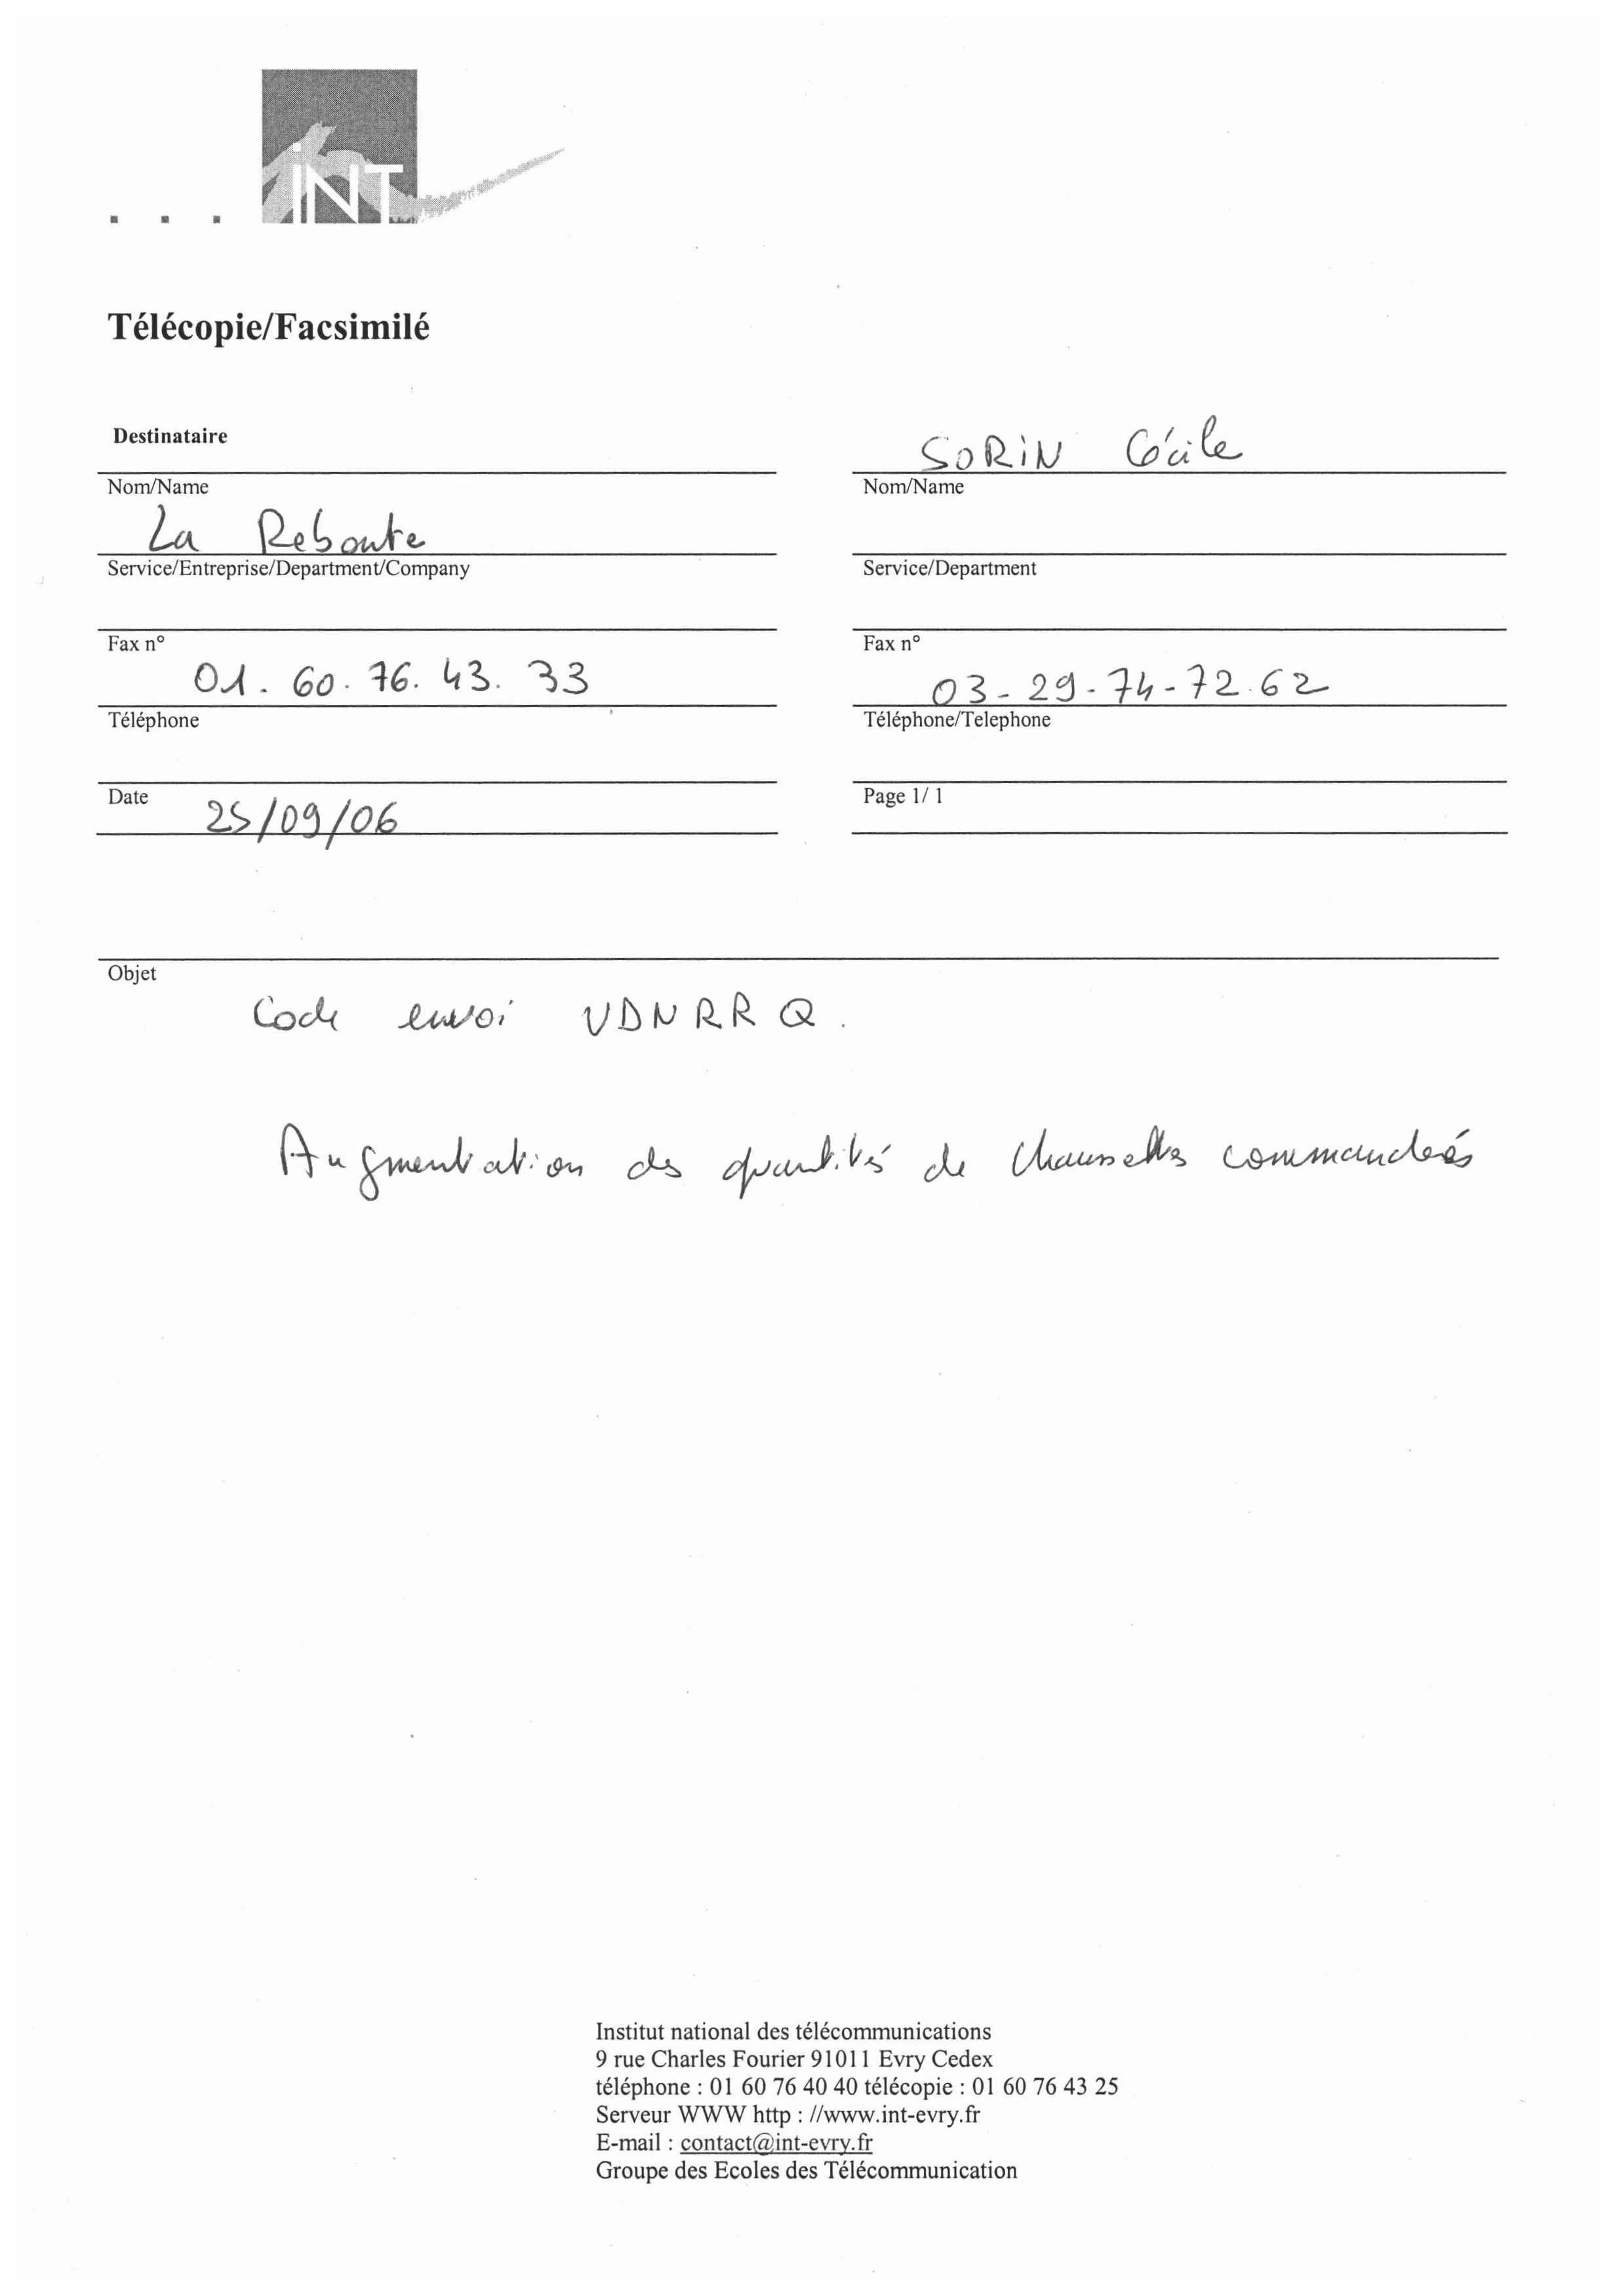 iNT
Télécopie/Facsimilé
Destinataire
SORIN Cécile
Nom/Name
Nom/Name
La Reboute
Service/Entreprise/Department/Company
Service/Department
Fax n°
Fax n°
01. 60. 76. 43. 33
03-29-74-72.62
Téléphone
Téléphone/Telephone
Date 25/09/06
Page 1/ 1
Objet
Code envoi VDNRRQ.
Augmentation des quantités de chaussettes commandées
Institut national des télécommunications
9 rue Charles Fourier 91011 Evry Cedex
téléphone : 01 60 76 40 40 télécopie : 01 60 76 43 25
Serveur WWW http : //www.int-evry.fr
E-mail : contact@int-evry.fr
Groupe des Ecoles des Télécommunication